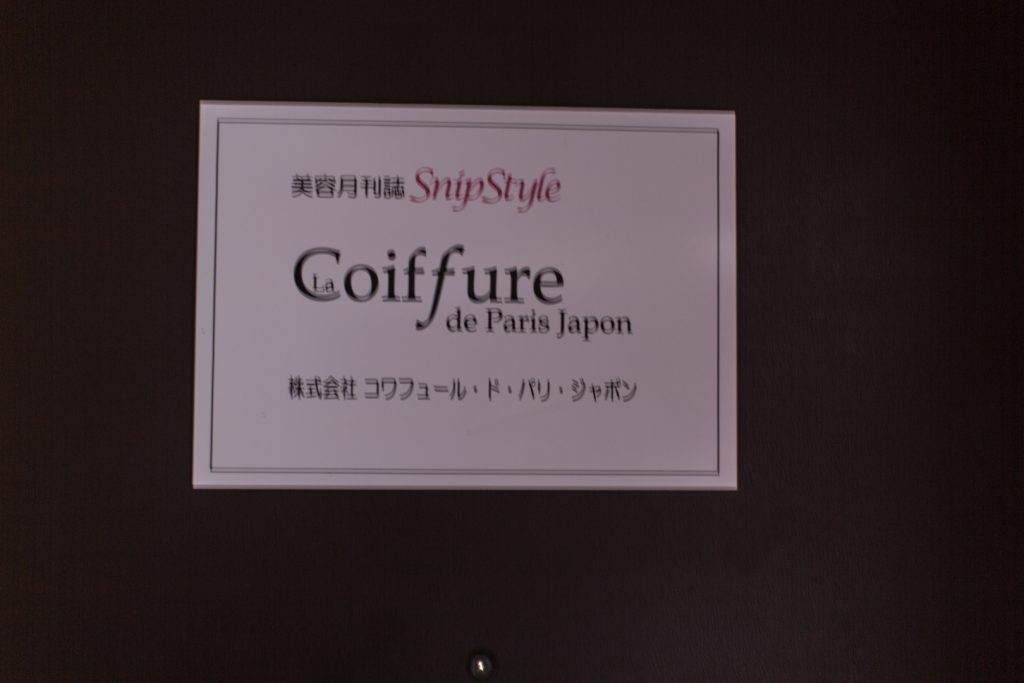 美容月刊誌 SnipStyle
La Coiffure
de Paris Japon
株式会社 コワフュール・ド・パリ・ジャポン